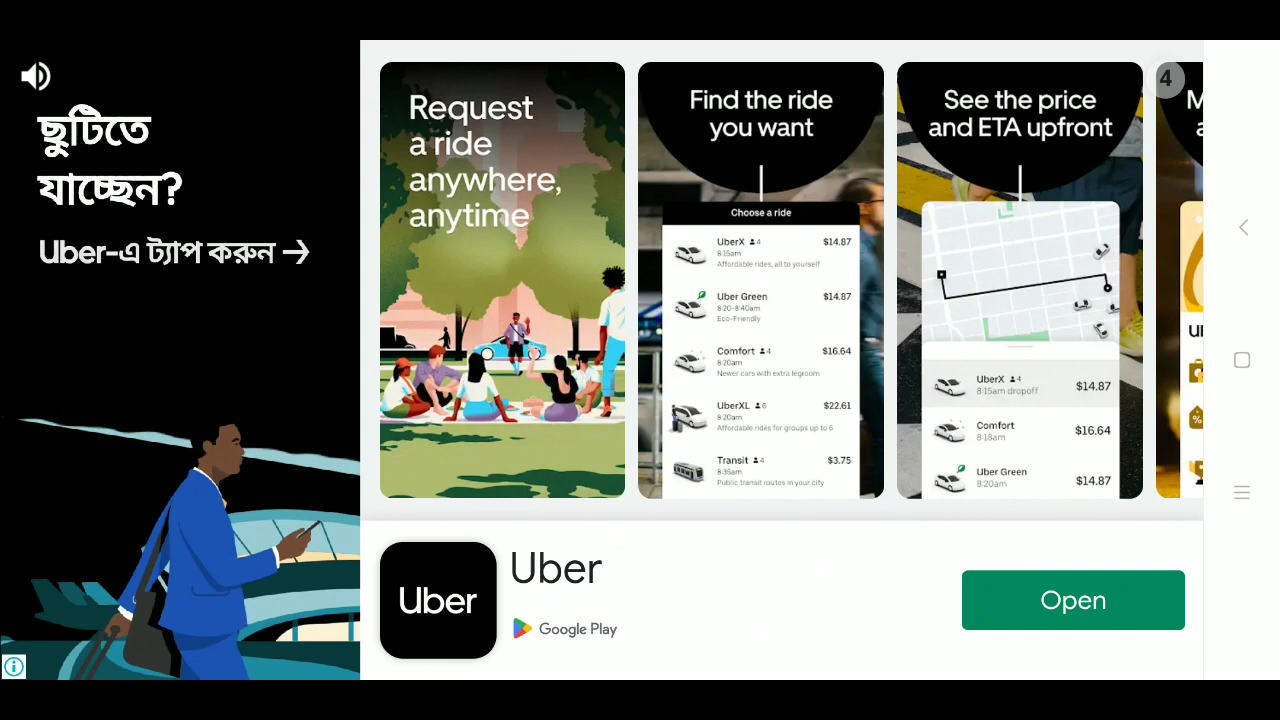 ছুটিতে
যাচ্ছেন?
Uber-এ ট্যাপ করুন →
Request
a ride
anywhere,
anytime
Find the ride
you want
Choose a ride
UberX 4 $14.87
8:15am
Affordable rides, all to yourself
Uber Green $14.87
8:20-8:40am
Eco-Friendly
Comfort 4 $16.64
8:20am
Newer cars with extra legroom
UberXL 6 $22.61
8:20am
Affordable rides for groups up to 6
Transit 4 $3.75
8:35am
Public transit routes in your city
See the price
and ETA upfront
UberX 4 $14.87
8:15am dropoff
Comfort $16.64
8:18am
Uber Green $14.87
8:20am
4
Uber
Uber
Google Play
Open